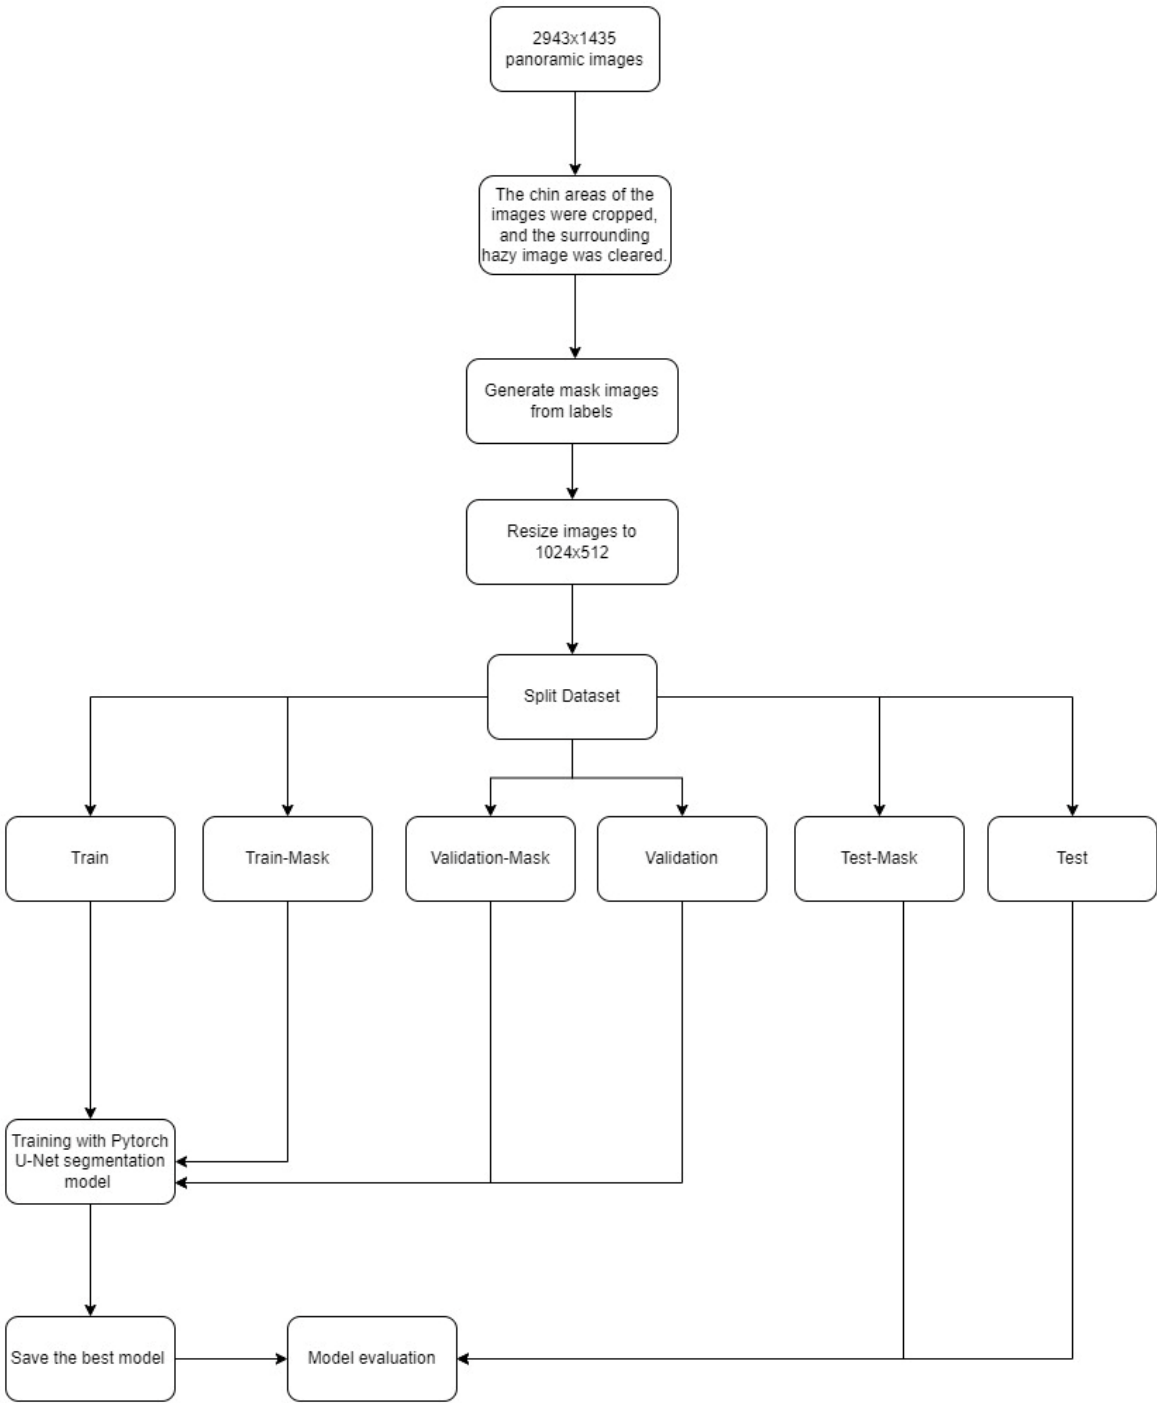 2943x1435
panoramic images
The chin areas of the
images were cropped,
and the surrounding
hazy image was cleared.
Generate mask images
from labels
Resize images to
1024x512
Split Dataset
Train
Train-Mask
Validation-Mask
Validation
Test-Mask
Test
Training with Pytorch
U-Net segmentation
model
Save the best model
Model evaluation